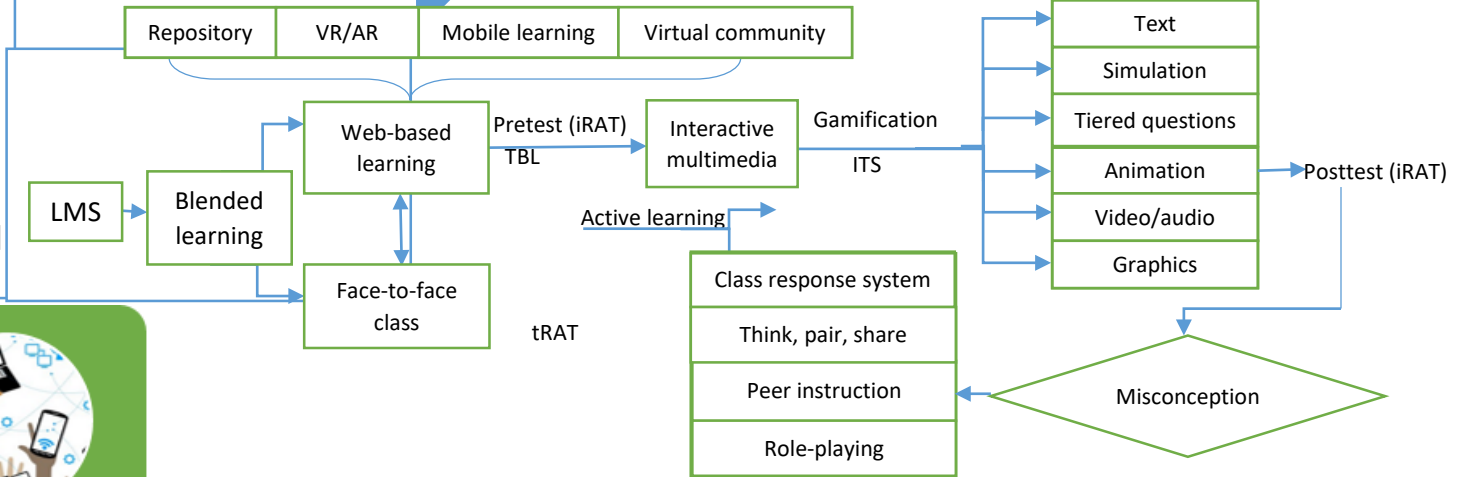 Repository
VR/AR
Mobile learning
Virtual community
Text
Simulation
Tiered questions
Animation
Video/audio
Graphics
Web-based
learning
Pretest (iRAT)
TBL
Interactive
multimedia
Gamification
ITS
Posttest (iRAT)
LMS
Blended
learning
Active learning
Face-to-face
class
tRAT
Class response system
Think, pair, share
Peer instruction
Role-playing
Misconception